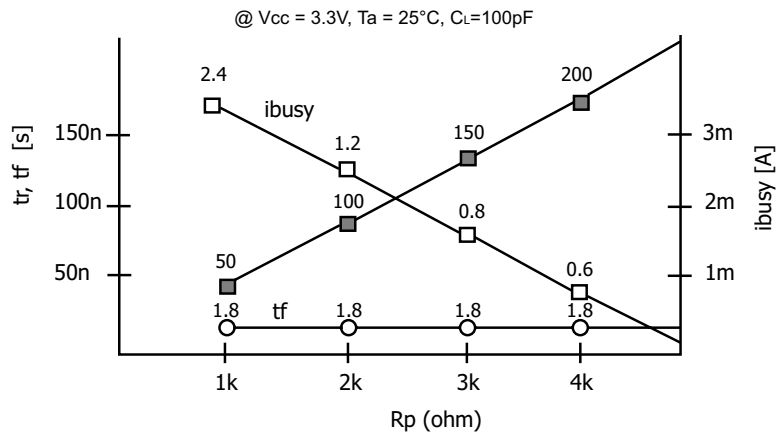 @ Vcc = 3.3V, Ta = 25°C, CL=100pF
2.4
ibusy
200
150n
3m
150
1.2
tr, tf [s]
ibusy [A]
100n
100
0.8
2m
50n
50
0.6
1m
1.8
tf
1.8
1.8
1.8
1k
2k
3k
4k
Rp (ohm)